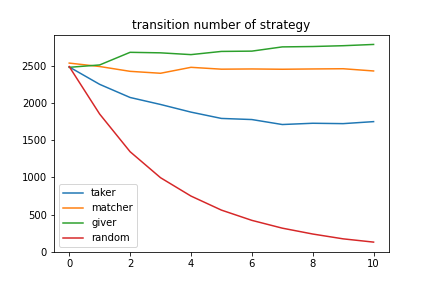 transition number of strategy
2500
2000
1500
1000
500
0
taker
matcher
giver
random
0 2 4 6 8 10